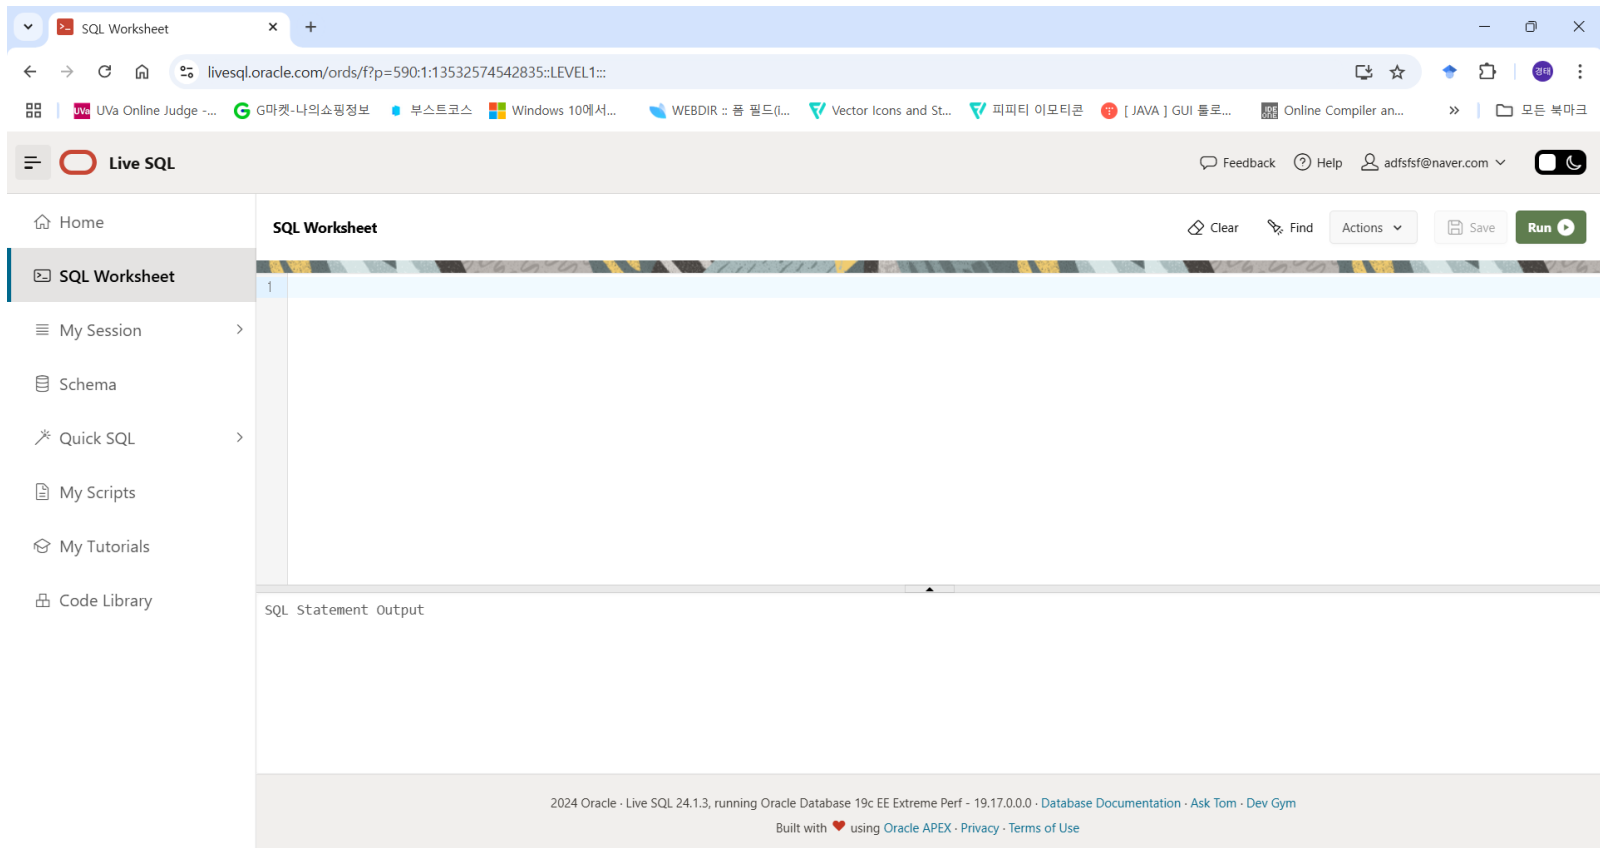 SQL Worksheet
livesql.oracle.com/ords/f?p=590:1:13532574542835::LEVEL1:::
경태
UVa UVa Online Judge -... G마켓-나의쇼핑정보 부스트코스 Windows 10에서... WEBDIR :: 폼 필드(i... Vector Icons and St... 피피티 이모티콘 [ JAVA ] GUI 툴로... IDE ONE Online Compiler an... » 모든 북마크
Live SQL Feedback Help adfsfsf@naver.com
Home
SQL Worksheet
My Session
Schema
Quick SQL
My Scripts
My Tutorials
Code Library
SQL Worksheet Clear Find Actions Save Run
1
SQL Statement Output
2024 Oracle · Live SQL 24.1.3, running Oracle Database 19c EE Extreme Perf - 19.17.0.0.0 · Database Documentation · Ask Tom · Dev Gym
Built with ❤ using Oracle APEX · Privacy · Terms of Use